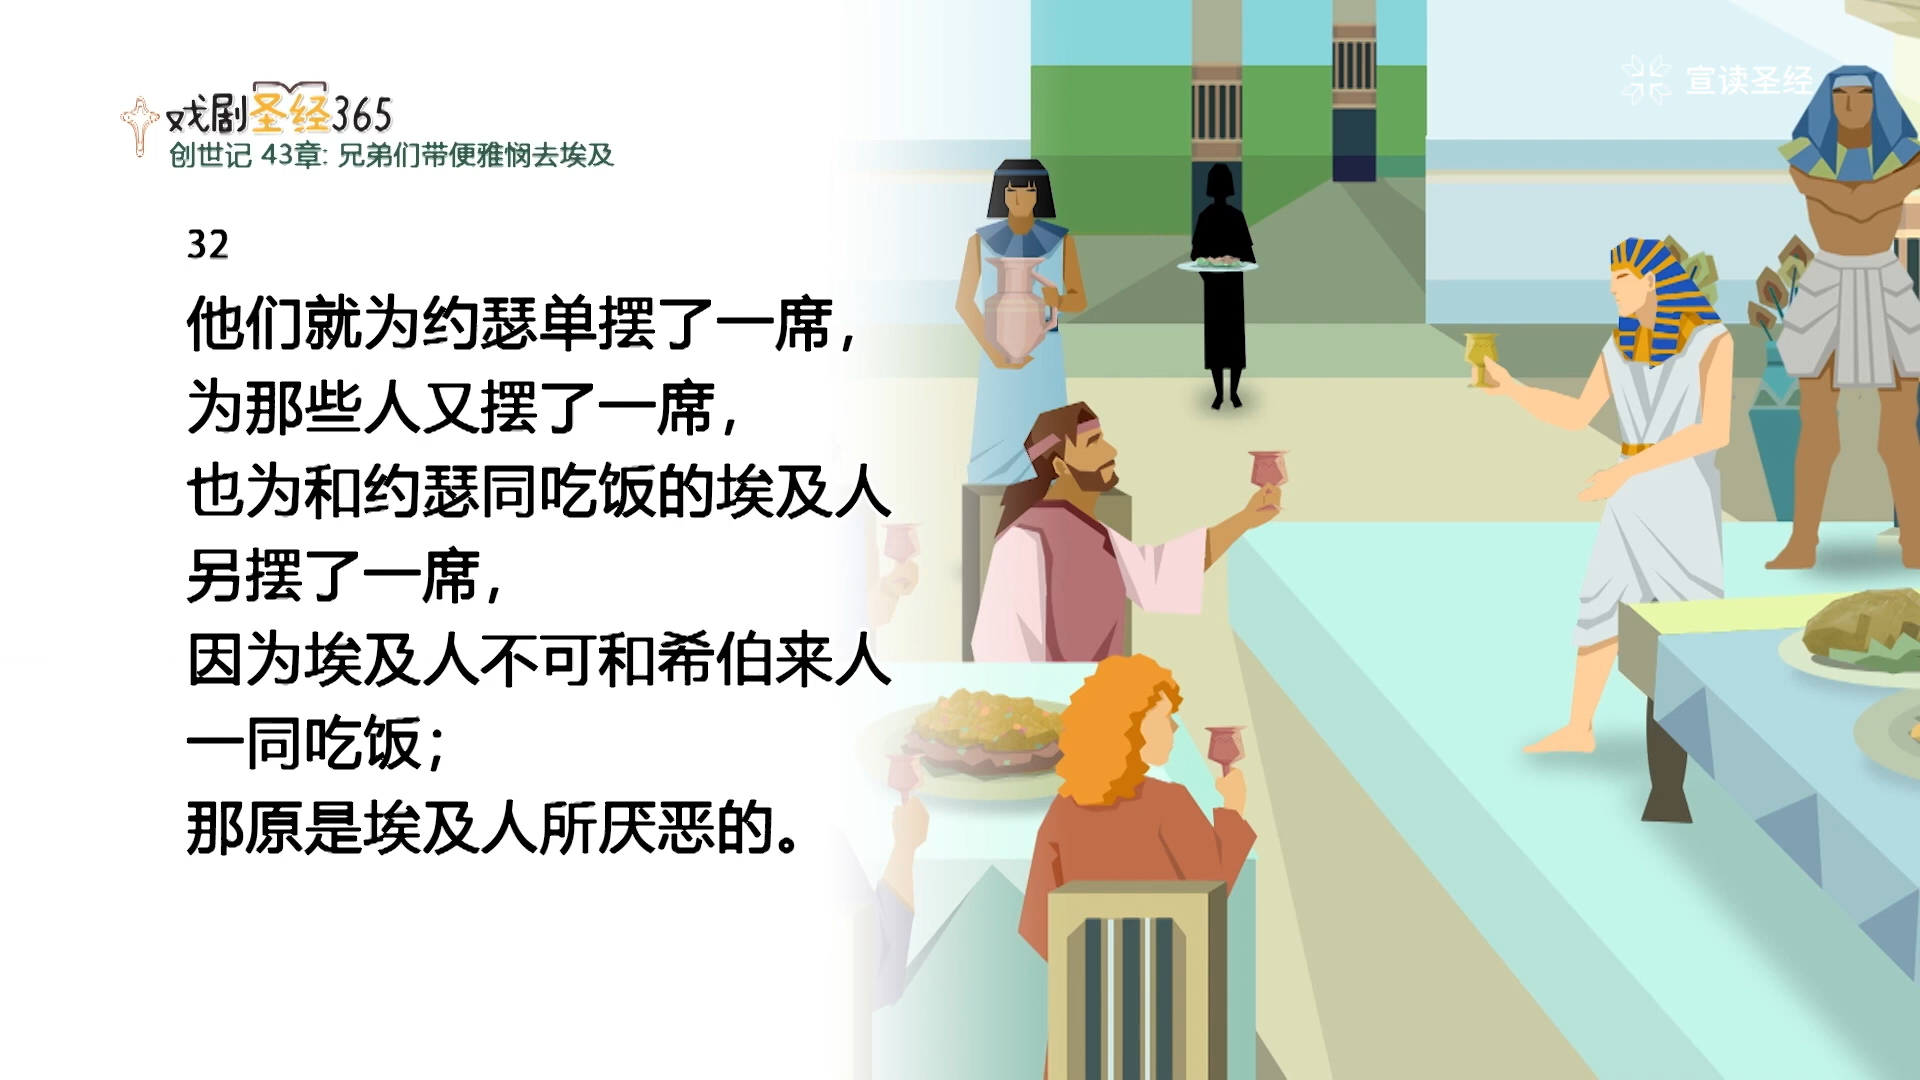 戏剧圣经365
创世记 43章: 兄弟们带便雅悯去埃及
宣读圣经
32
他们就为约瑟单摆了一席，
为那些人又摆了一席，
也为和约瑟同吃饭的埃及人
另摆了一席，
因为埃及人不可和希伯来人
一同吃饭；
那原是埃及人所厌恶的。